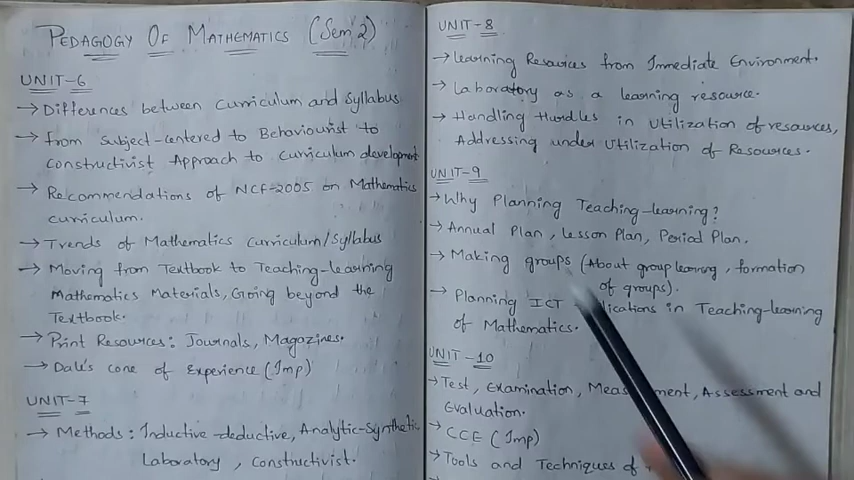 PEDAGOGY OF MATHEMATICS (Sem 2)
UNIT-6
→ Differences between Curriculum and Syllabus
→ From Subject-centered to Behaviourist to
Constructivist Approach to Curriculum development
→ Recommendations of NCF-2005 on Mathematics
curriculum.
→ Trends of Mathematics Curriculum/Syllabus
→ Moving from Textbook to Teaching-learning
Mathematics Materials, Going beyond the
Textbook.
→ Print Resources: Journals, Magazines.
→ Dale's cone of Experience (Imp)
UNIT-7
→ Methods: Inductive-deductive, Analytic-Synthetic
Laboratory, Constructivist.
UNIT-8
→ Learning Resources from Immediate Environment.
→ Laboratory as a learning resource.
→ Handling Hurdles in Utilization of resources,
Addressing under Utilization of Resources.
UNIT-9
→ Why Planning Teaching-learning?
→ Annual Plan, Lesson Plan, Period Plan.
→ Making groups (About group learning, formation
of groups).
→ Planning ICT in Teaching-learning
of Mathematics.
UNIT-10
→ Test, Examination, Assessment and
Evaluation.
→ CCE (Imp)
→ Tools and Techniques of